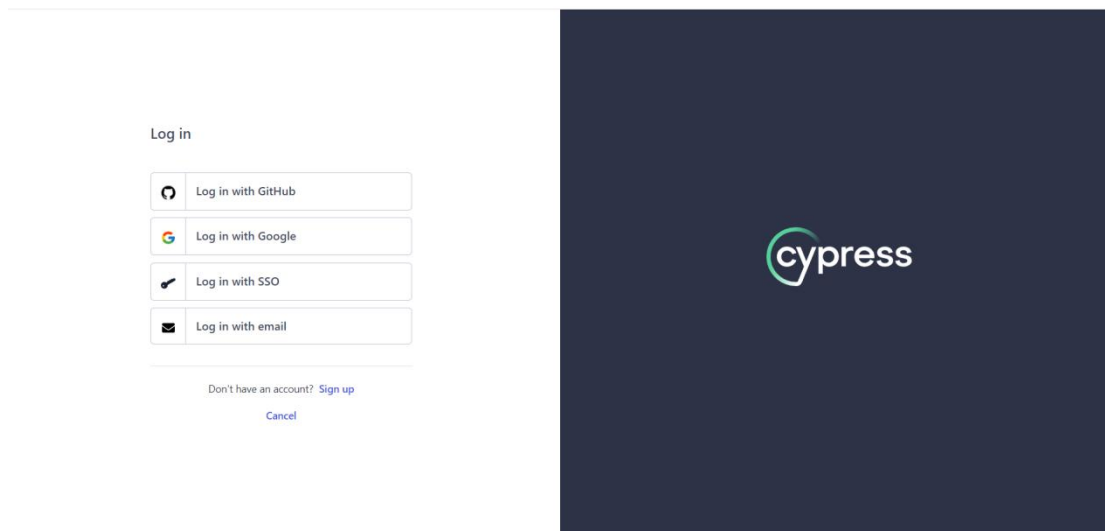 Log in
Log in with GitHub
Log in with Google
Log in with SSO
Log in with email
Don't have an account? Sign up
Cancel
cypress